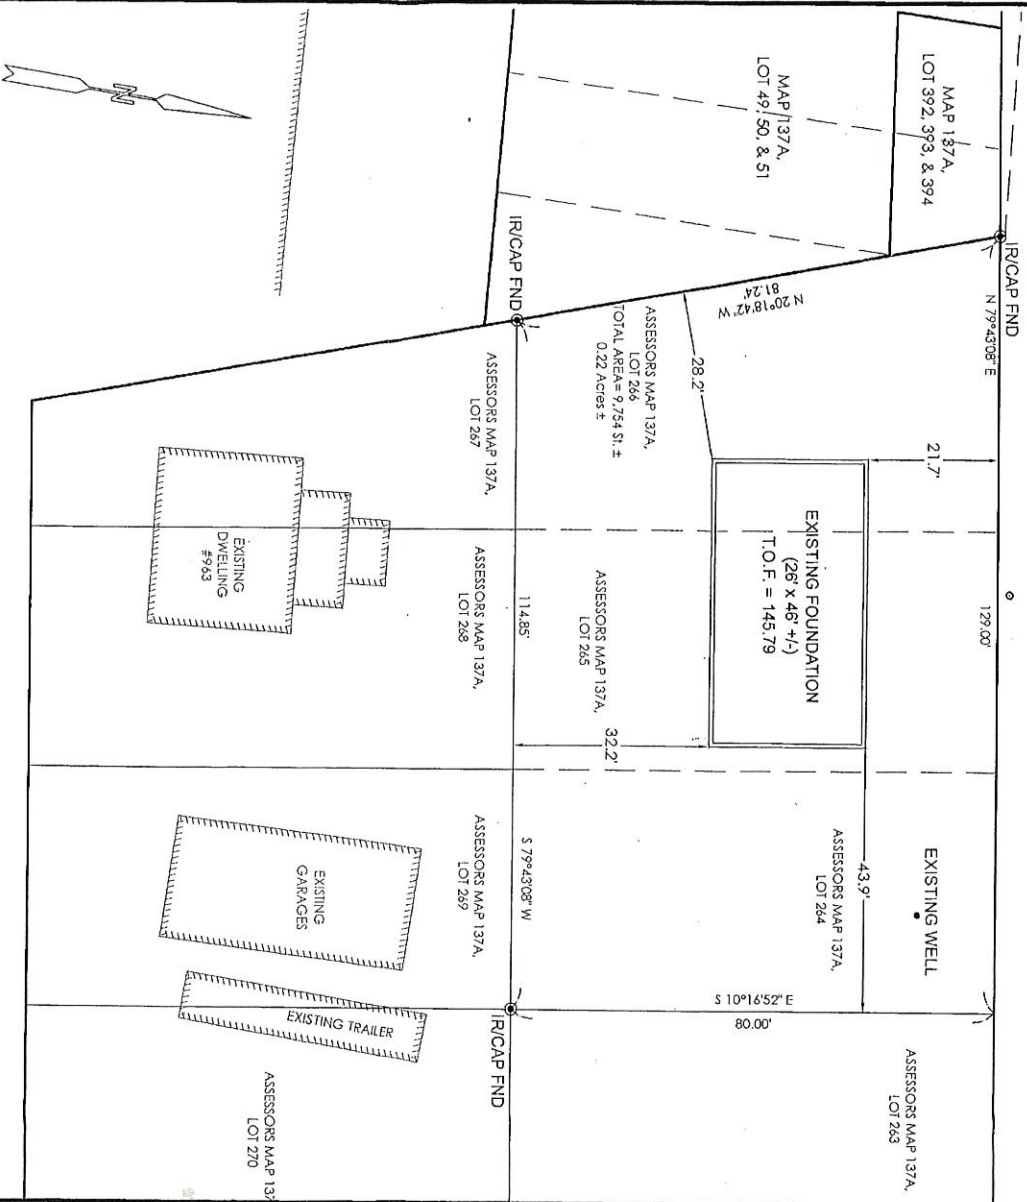 MAP 137A,
LOT 392, 393, & 394
IR/CAP FND
N 79°43'08" E
129.00'
MAP 137A,
LOT 49, 50, & 51
N 20°18'42" W
81.24'
21.7'
28.2'
EXISTING FOUNDATION
(26' x 46' +/-)
T.O.F. = 145.79
EXISTING WELL
43.9'
ASSESSORS MAP 137A,
LOT 264
ASSESSORS MAP 137A,
LOT 263
S 10°16'52" E
80.00'
ASSESSORS MAP 137A,
LOT 266
TOTAL AREA= 9,754 Sf. ±
0.22 Acres ±
ASSESSORS MAP 137A,
LOT 265
32.2'
IR/CAP FND
114.85'
S 79°43'08" W
IR/CAP FND
ASSESSORS MAP 137A,
LOT 267
ASSESSORS MAP 137A,
LOT 268
ASSESSORS MAP 137A,
LOT 269
EXISTING
DWELLING
#963
EXISTING
GARAGES
EXISTING TRAILER
ASSESSORS MAP 137
LOT 270
N